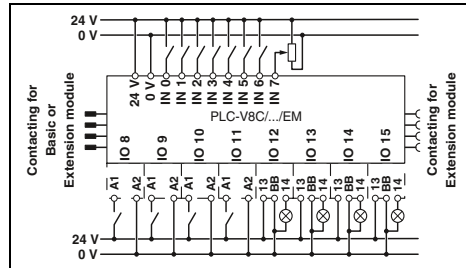 24 V
0 V
24 V
0 V
IN 0
IN 1
IN 2
IN 3
IN 4
IN 5
IN 6
IN 7
PLC-V8C/.../EM
Contacting for
Basic or
Extension module
Contacting for
Extension module
IO 8
IO 9
IO 10
IO 11
IO 12
IO 13
IO 14
IO 15
A1
A2
A1
A2
A1
A2
A1
A2
13
BB
14
13
BB
14
13
BB
14
13
BB
14
24 V
0 V